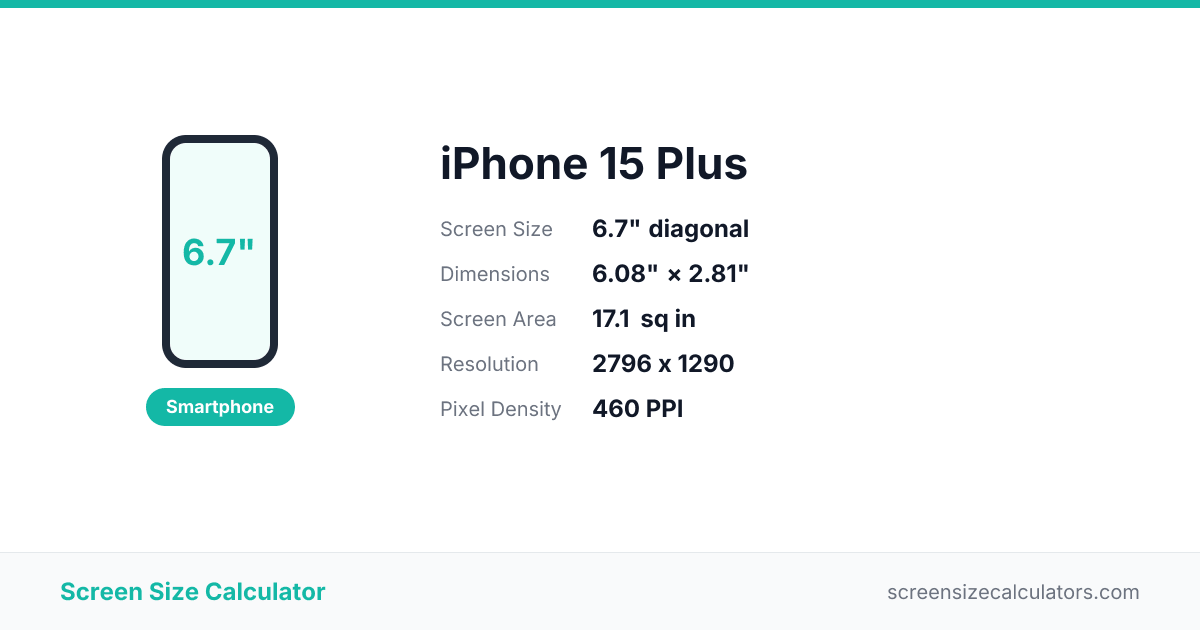 6.7"
Smartphone
iPhone 15 Plus
Screen Size 6.7" diagonal
Dimensions 6.08" × 2.81"
Screen Area 17.1 sq in
Resolution 2796 x 1290
Pixel Density 460 PPI
Screen Size Calculator
screensizecalculators.com